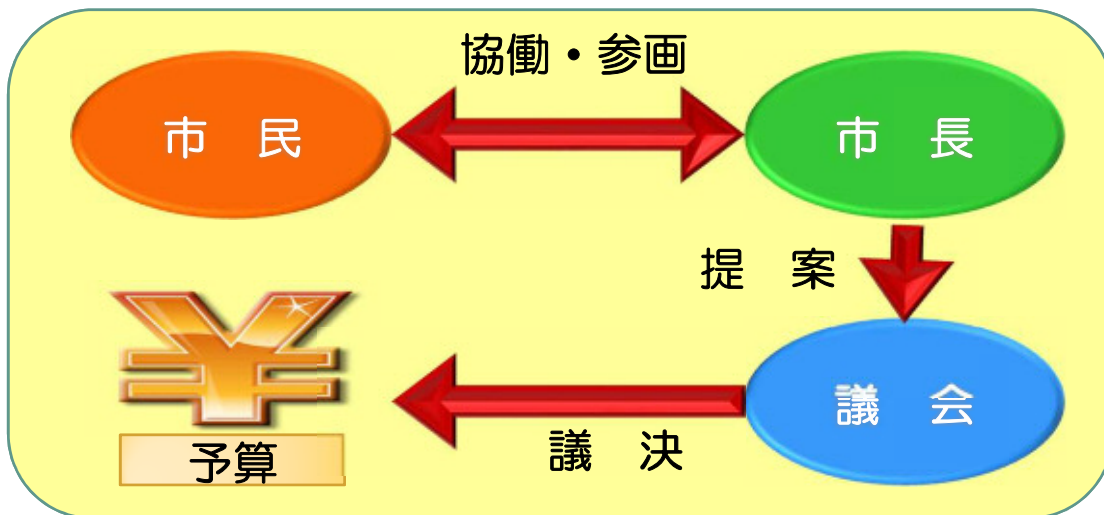 協働・参画
市　民
市　長
提　案
議　会
議　決
¥
予算